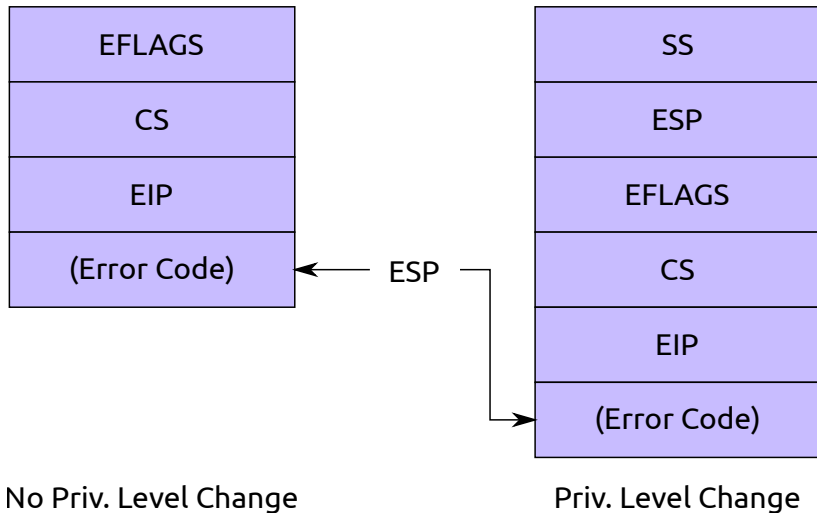 EFLAGS
CS
EIP
(Error Code)
No Priv. Level Change
ESP
SS
ESP
EFLAGS
CS
EIP
(Error Code)
Priv. Level Change